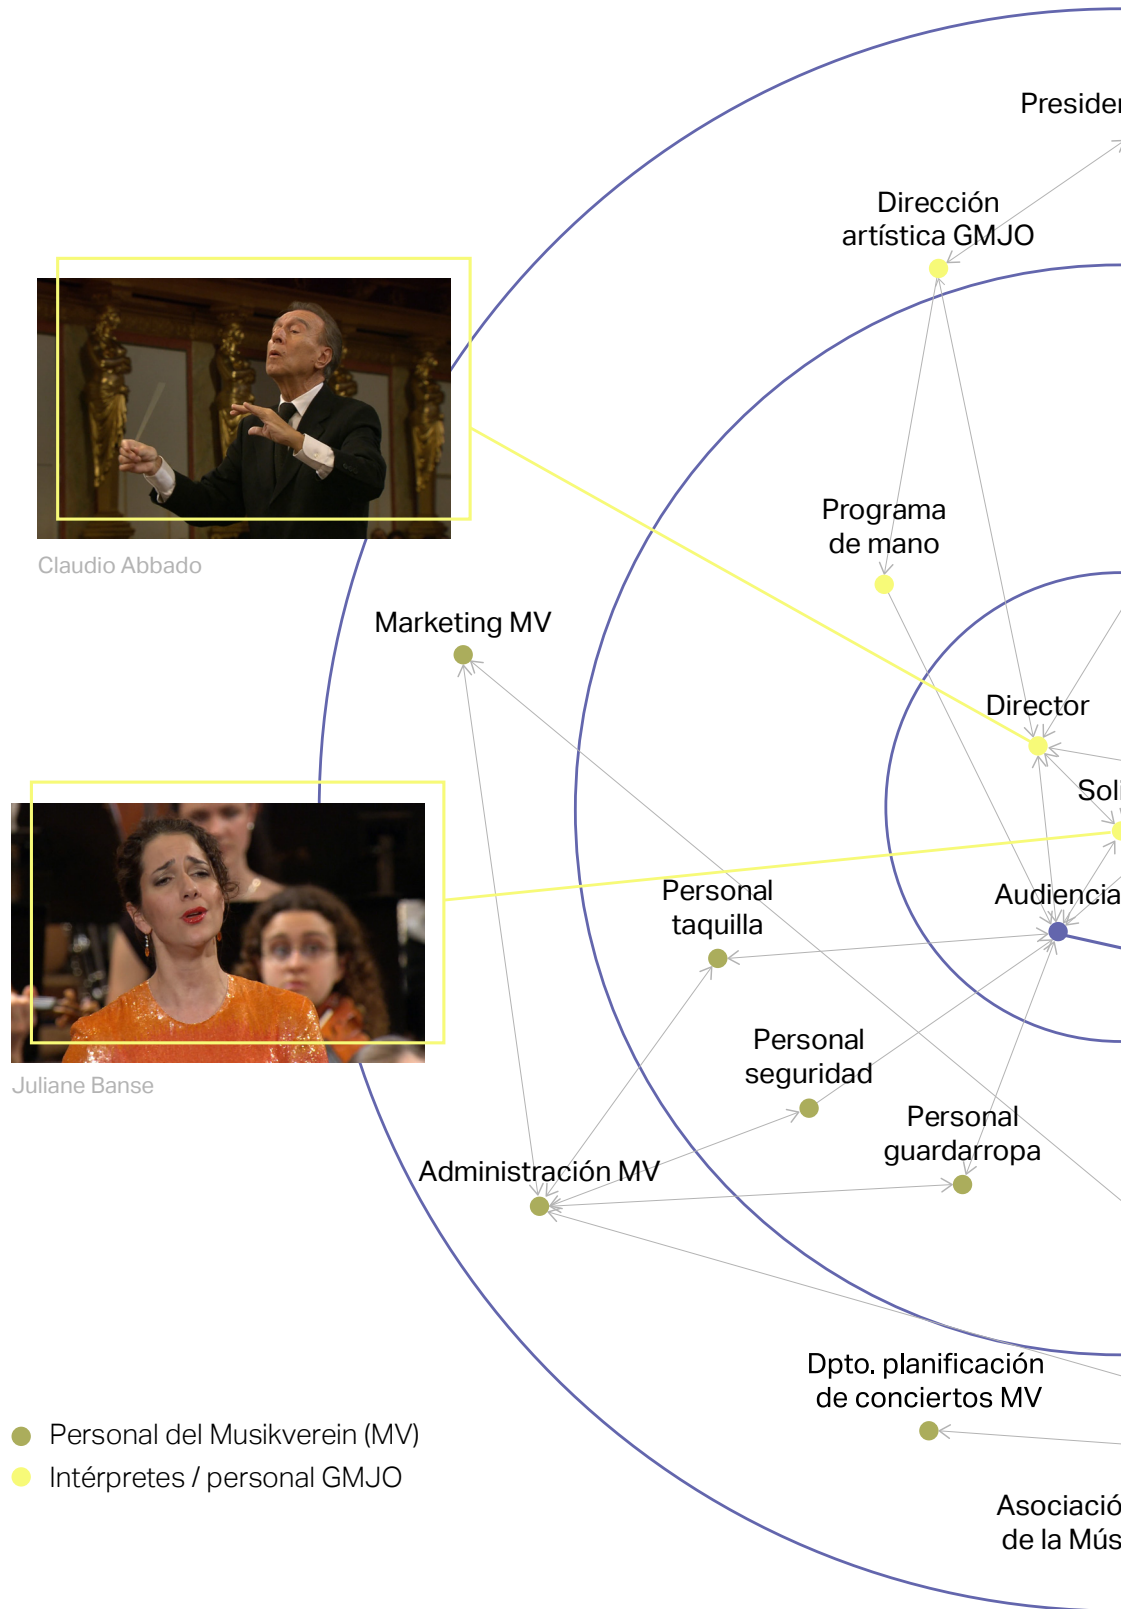 Presiden
Dirección
artística GMJO
Claudio Abbado
Programa
de mano
Marketing MV
Director
Soli
Audiencia
Personal
taquilla
Personal
seguridad
Juliane Banse
Personal
guardarropa
Administración MV
Dpto. planificación
de conciertos MV
Personal del Musikverein (MV)
Intérpretes / personal GMJO
Asociació
de la Mús